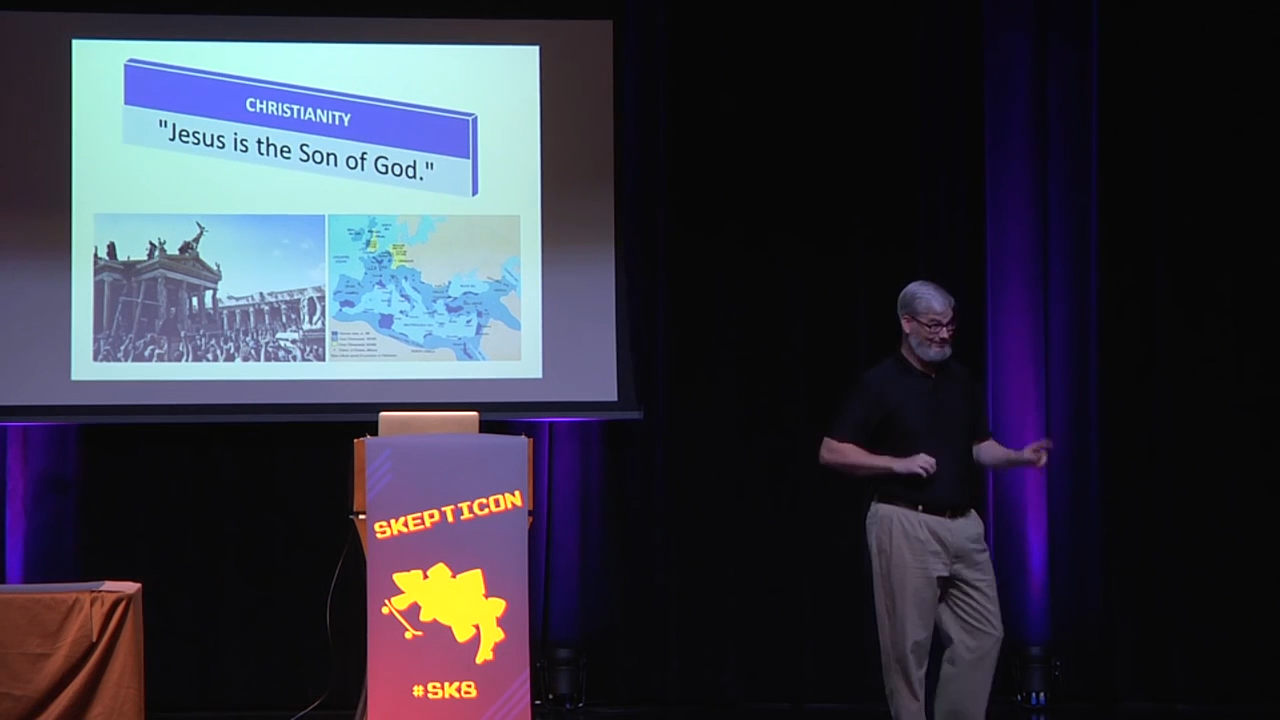 CHRISTIANITY
"Jesus is the Son of God."
SKEPTICON
#SK8